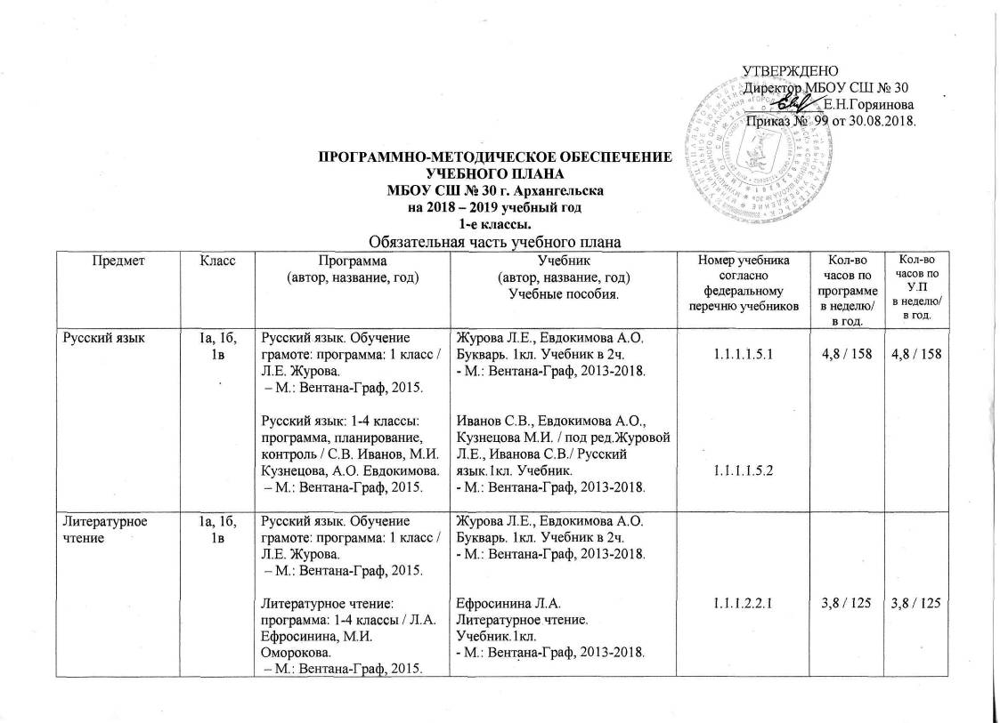 УТВЕРЖДЕНО
Директор МБОУ СШ № 30
Е.Н.Горяинова
Приказ № 99 от 30.08.2018.
ПРОГРАММНО-МЕТОДИЧЕСКОЕ ОБЕСПЕЧЕНИЕ
УЧЕБНОГО ПЛАНА
МБОУ СШ № 30 г. Архангельска
на 2018 – 2019 учебный год
1-е классы.
Обязательная часть учебного плана
Предмет
Класс
Программа
(автор, название, год)
Учебник
(автор, название, год)
Учебные пособия.
Номер учебника
согласно
федеральному
перечню учебников
Кол-во
часов по
программе
в неделю/
в год.
Кол-во
часов по
У.П
в неделю/
в год.
Русский язык
1а, 1б,
1в
Русский язык. Обучение
грамоте: программа: 1 класс /
Л.Е. Журова.
– М.: Вентана-Граф, 2015.
Русский язык: 1-4 классы:
программа, планирование,
контроль / С.В. Иванов, М.И.
Кузнецова, А.О. Евдокимова.
– М.: Вентана-Граф, 2015.
Журова Л.Е., Евдокимова А.О.
Букварь. 1кл. Учебник в 2ч.
- М.: Вентана-Граф, 2013-2018.
Иванов С.В., Евдокимова А.О.,
Кузнецова М.И. / под ред.Журовой
Л.Е., Иванова С.В./ Русский
язык.1кл. Учебник.
- М.: Вентана-Граф, 2013-2018.
1.1.1.1.5.1
1.1.1.1.5.2
4,8 / 158
4,8 / 158
Литературное
чтение
1а, 1б,
1в
Русский язык. Обучение
грамоте: программа: 1 класс /
Л.Е. Журова.
– М.: Вентана-Граф, 2015.
Литературное чтение:
программа: 1-4 классы / Л.А.
Ефросинина, М.И.
Оморокова.
– М.: Вентана-Граф, 2015.
Журова Л.Е., Евдокимова А.О.
Букварь. 1кл. Учебник в 2ч.
- М.: Вентана-Граф, 2013-2018.
Ефросинина Л.А.
Литературное чтение.
Учебник.1кл.
- М.: Вентана-Граф, 2013-2018.
1.1.1.2.2.1
3,8 / 125
3,8 / 125